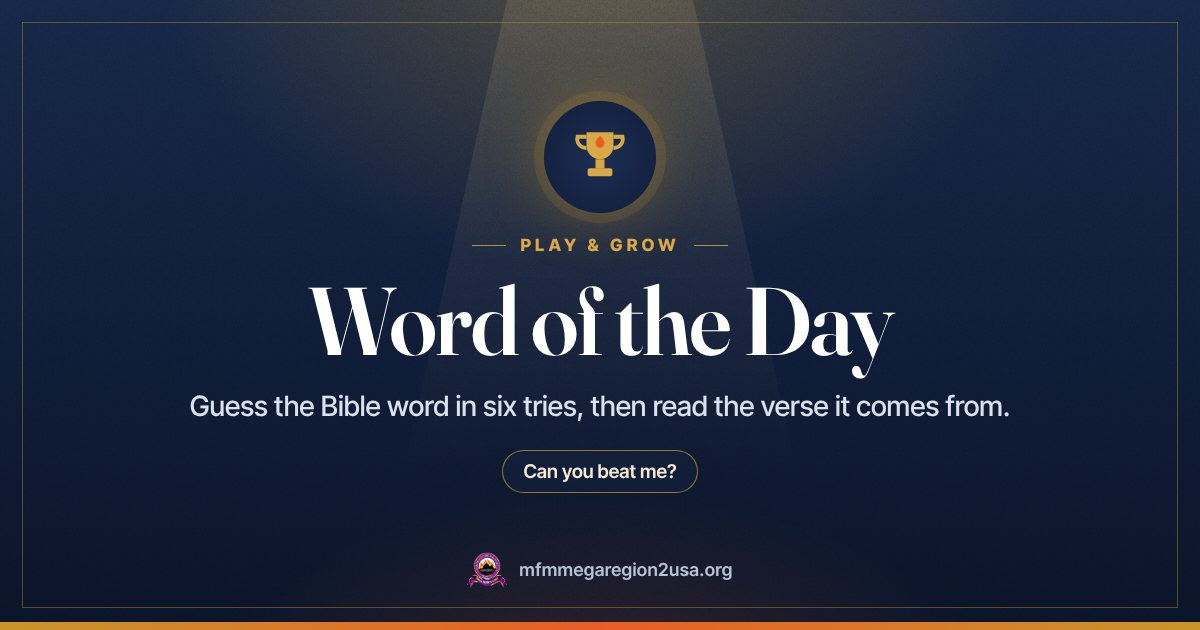 PLAY & GROW
Word of the Day
Guess the Bible word in six tries, then read the verse it comes from.
Can you beat me?
mfmmegaregion2usa.org